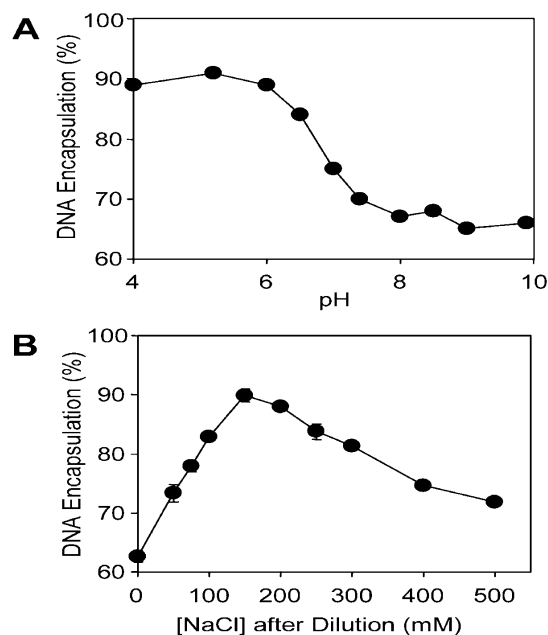 A
DNA Encapsulation (%)
100
90
80
70
60
4 6 8 10
pH
B
DNA Encapsulation (%)
100
90
80
70
60
0 100 200 300 400 500
[NaCl] after Dilution (mM)